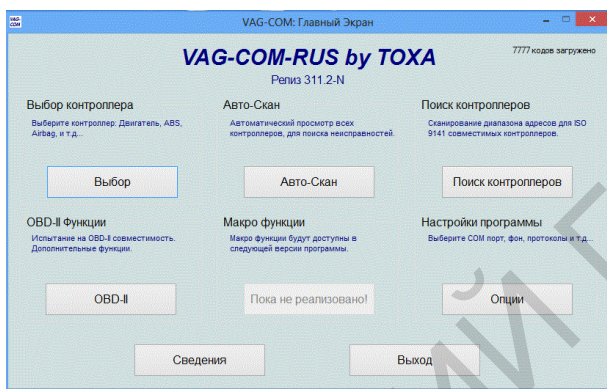 VAG-COM: Главный Экран
VAG-COM-RUS by TOXA
7777 кодов загружено
Релиз 311.2-N
Выбор контроллера
Выберите контроллер: Двигатель, ABS,
Airbag, и т.д...
Выбор
Авто-Скан
Автоматический просмотр всех
контроллеров, для поиска неисправностей.
Авто-Скан
Поиск контроллеров
Сканирование диапазона адресов для ISO
9141 совместимых контроллеров.
Поиск контроллеров
OBD-II Функции
Испытание на OBD-II совместимость.
Дополнительные функции.
OBD-II
Макро функции
Макро функции будут доступны в
следующей версии программы.
Пока не реализовано!
Настройки программы
Выберите COM порт, фон, протоколы и т.д...
Опции
Сведения
Выход